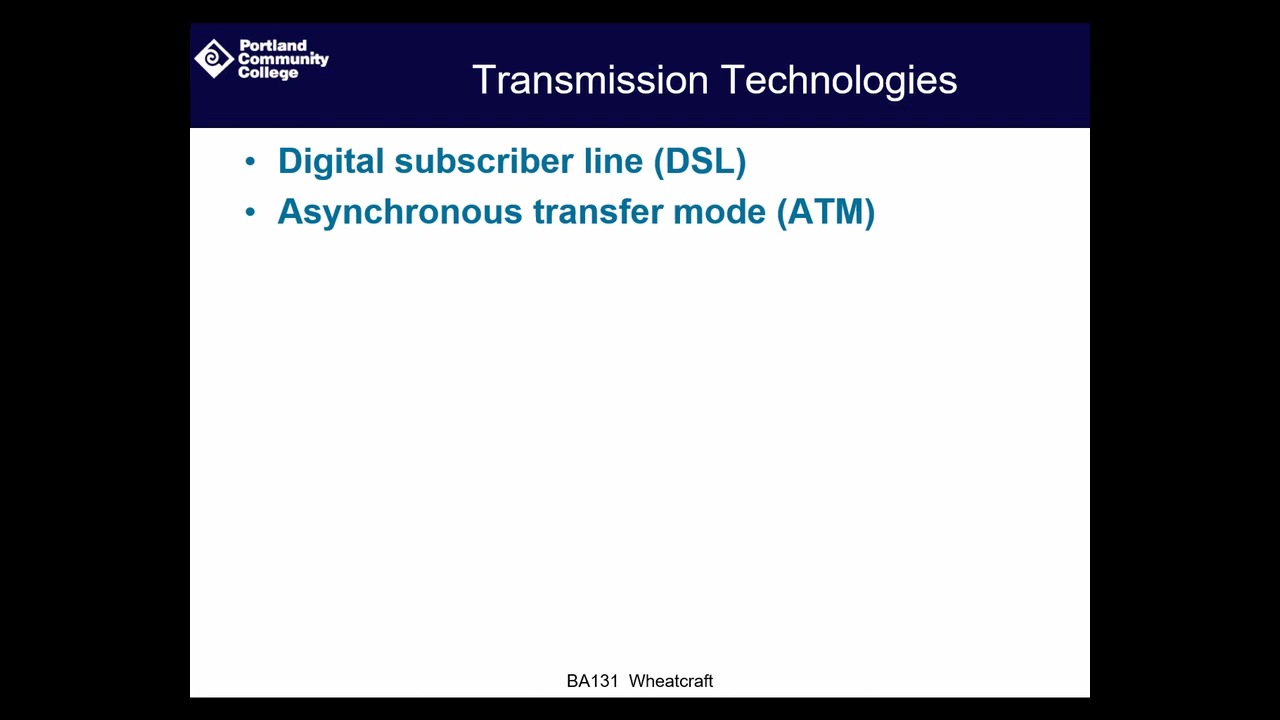 Portland
Community
College
Transmission Technologies
• Digital subscriber line (DSL)
• Asynchronous transfer mode (ATM)
BA131 Wheatcraft